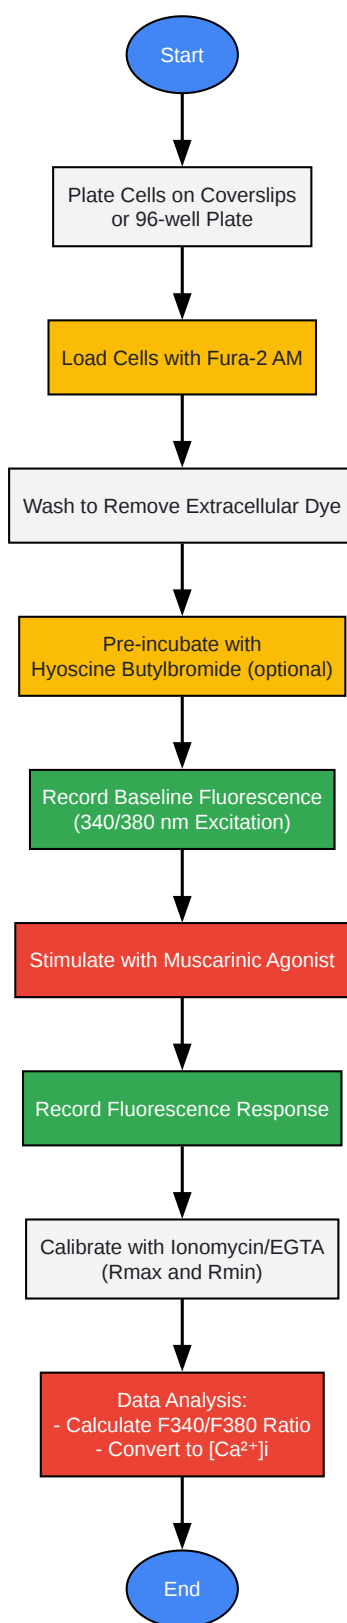 Start
Plate Cells on Coverslips
or 96-well Plate
Load Cells with Fura-2 AM
Wash to Remove Extracellular Dye
Pre-incubate with
Hyoscine Butylbromide (optional)
Record Baseline Fluorescence
(340/380 nm Excitation)
Stimulate with Muscarinic Agonist
Record Fluorescence Response
Calibrate with Ionomycin/EGTA
(Rmax and Rmin)
Data Analysis:
- Calculate F340/F380 Ratio
- Convert to [Ca²⁺]i
End